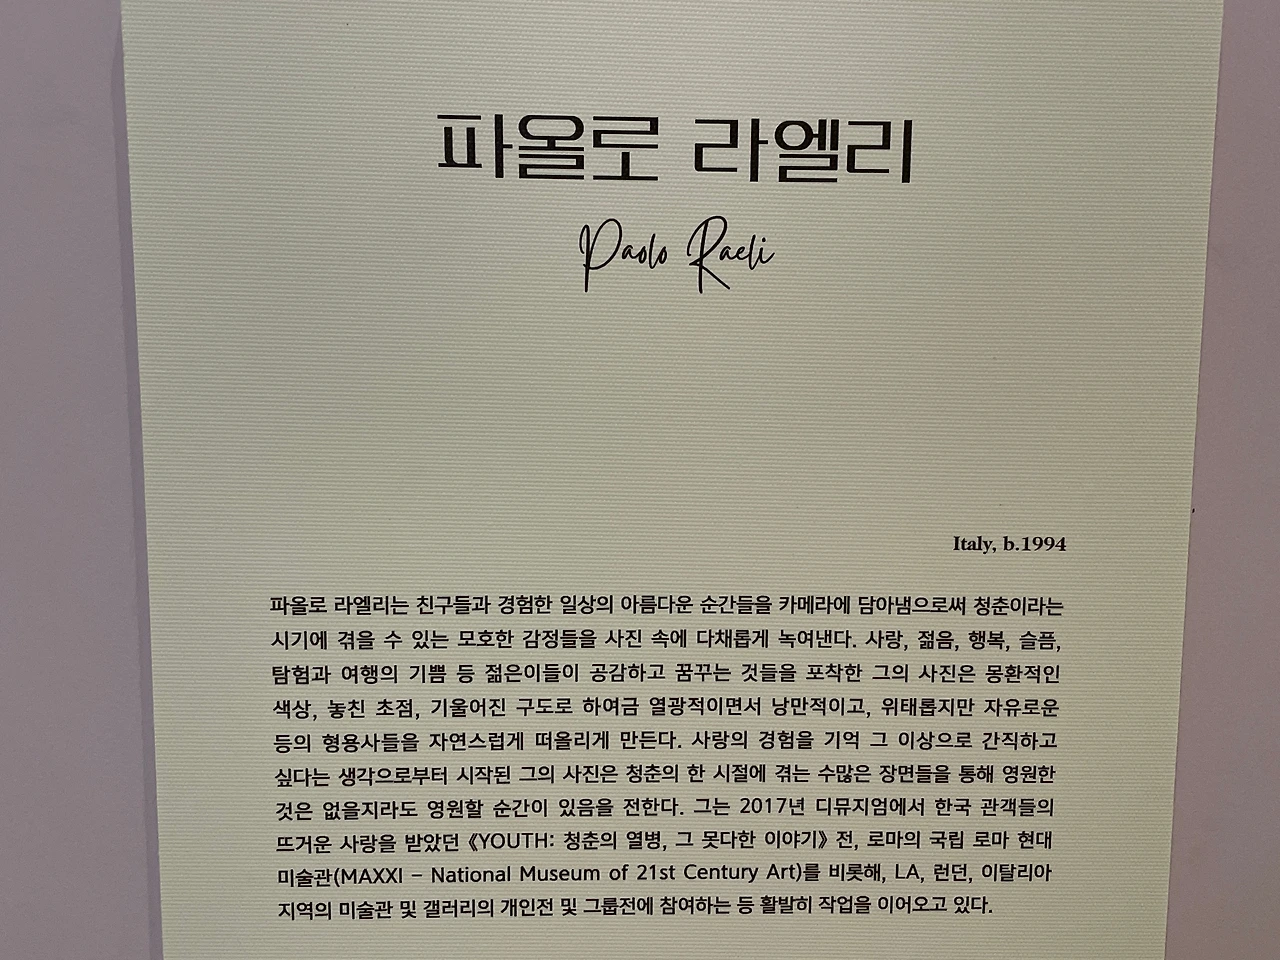 파올로 라엘리
Paolo Raeli
Italy, b.1994
파올로 라엘리는 친구들과 경험한 일상의 아름다운 순간들을 카메라에 담아냄으로써 청춘이라는
시기에 겪을 수 있는 모호한 감정들을 사진 속에 다채롭게 녹여낸다. 사랑, 젊음, 행복, 슬픔,
탐험과 여행의 기쁨 등 젊은이들이 공감하고 꿈꾸는 것들을 포착한 그의 사진은 몽환적인
색상, 놓친 초점, 기울어진 구도로 하여금 열광적이면서 낭만적이고, 위태롭지만 자유로운
등의 형용사들을 자연스럽게 떠올리게 만든다. 사랑의 경험을 기억 그 이상으로 간직하고
싶다는 생각으로부터 시작된 그의 사진은 청춘의 한 시절에 겪는 수많은 장면들을 통해 영원한
것은 없을지라도 영원할 순간이 있음을 전한다. 그는 2017년 디뮤지엄에서 한국 관객들의
뜨거운 사랑을 받았던 《YOUTH: 청춘의 열병, 그 못다한 이야기》 전, 로마의 국립 로마 현대
미술관(MAXXI – National Museum of 21st Century Art)를 비롯해, LA, 런던, 이탈리아
지역의 미술관 및 갤러리의 개인전 및 그룹전에 참여하는 등 활발히 작업을 이어오고 있다.